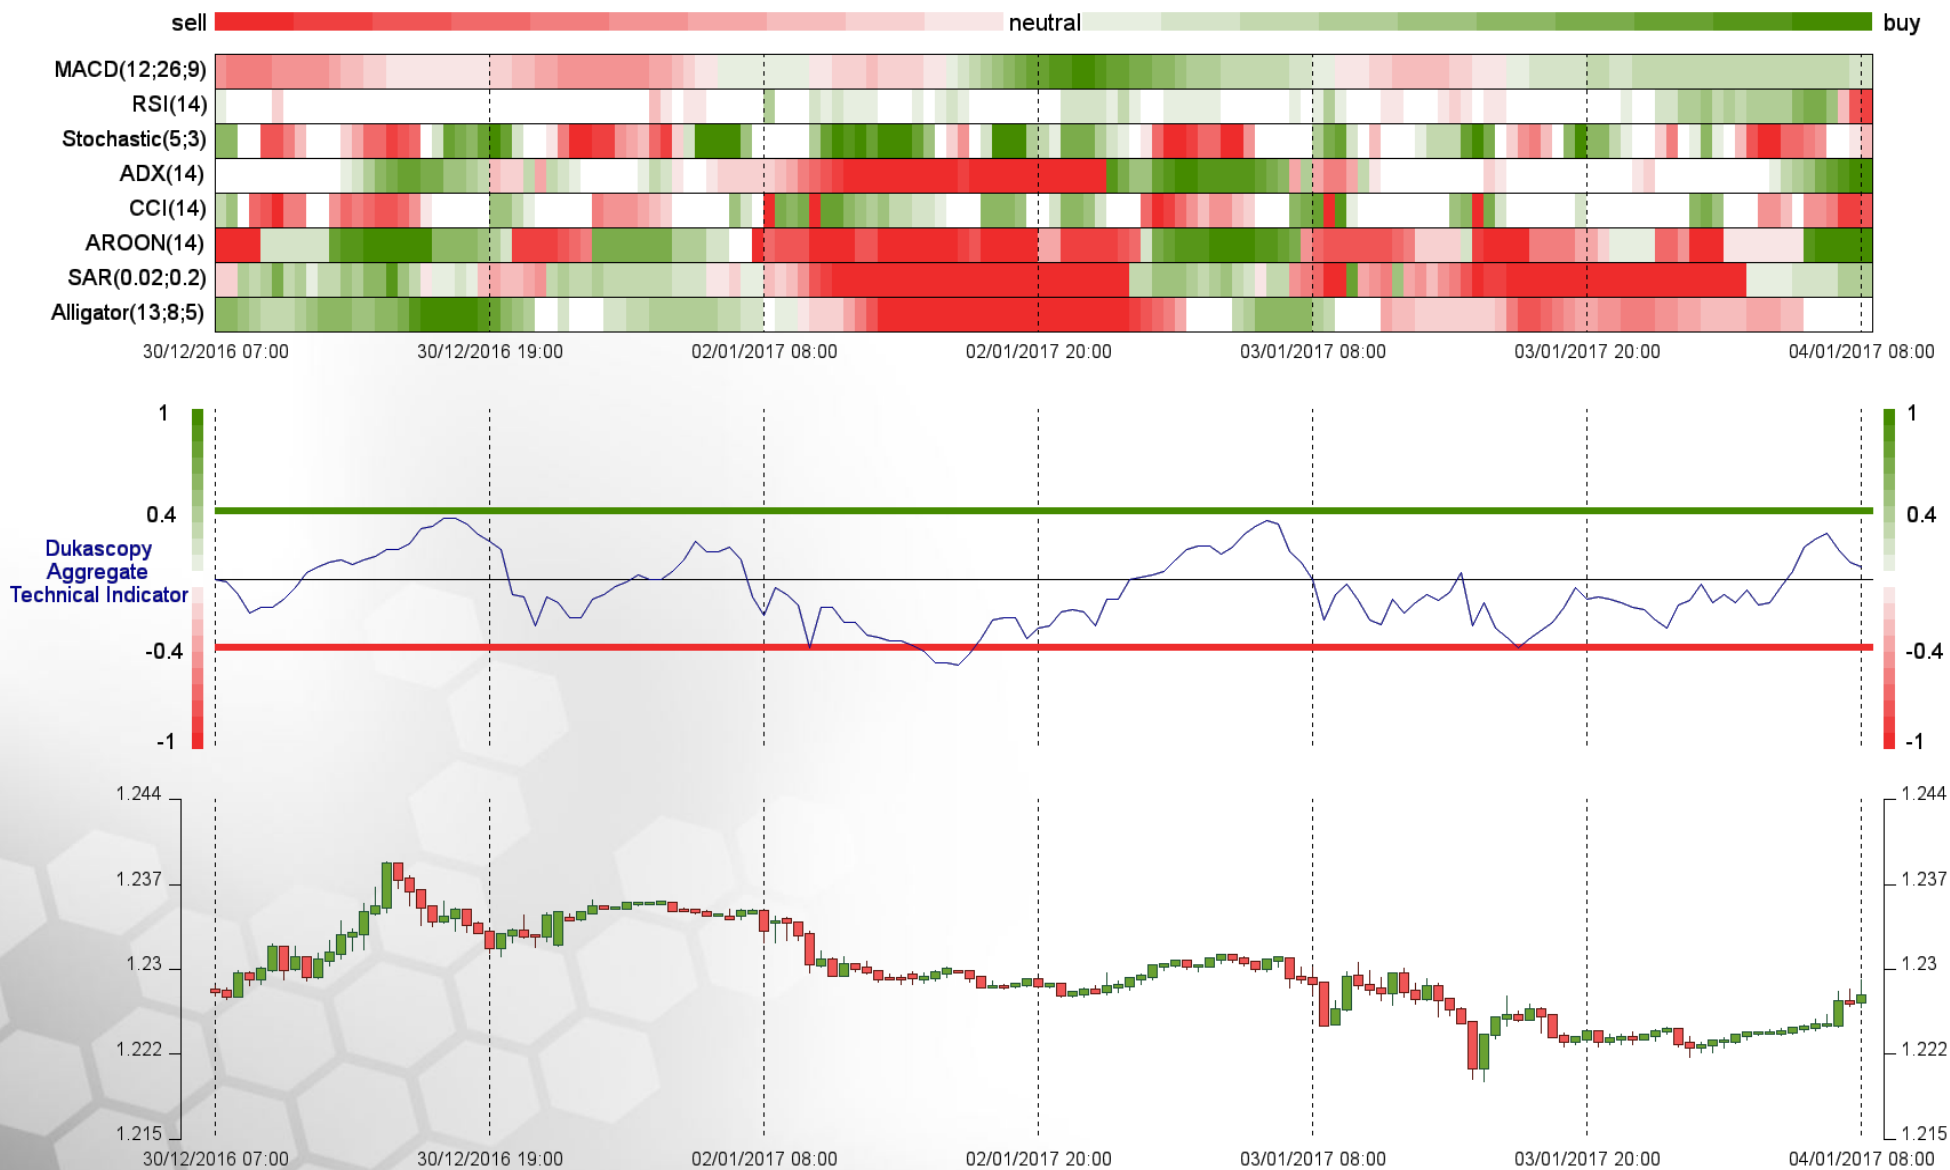 sell neutral buy
MACD(12;26;9)
RSI(14)
Stochastic(5;3)
ADX(14)
CCI(14)
AROON(14)
SAR(0.02;0.2)
Alligator(13;8;5)
30/12/2016 07:00 30/12/2016 19:00 02/01/2017 08:00 02/01/2017 20:00 03/01/2017 08:00 03/01/2017 20:00 04/01/2017 08:00
1 1
0.4 0.4
Dukascopy
Aggregate
Technical Indicator
-0.4 -0.4
-1 -1
1.244 1.244
1.237 1.237
1.23 1.23
1.222 1.222
1.215 1.215
30/12/2016 07:00 30/12/2016 19:00 02/01/2017 08:00 02/01/2017 20:00 03/01/2017 08:00 03/01/2017 20:00 04/01/2017 08:00